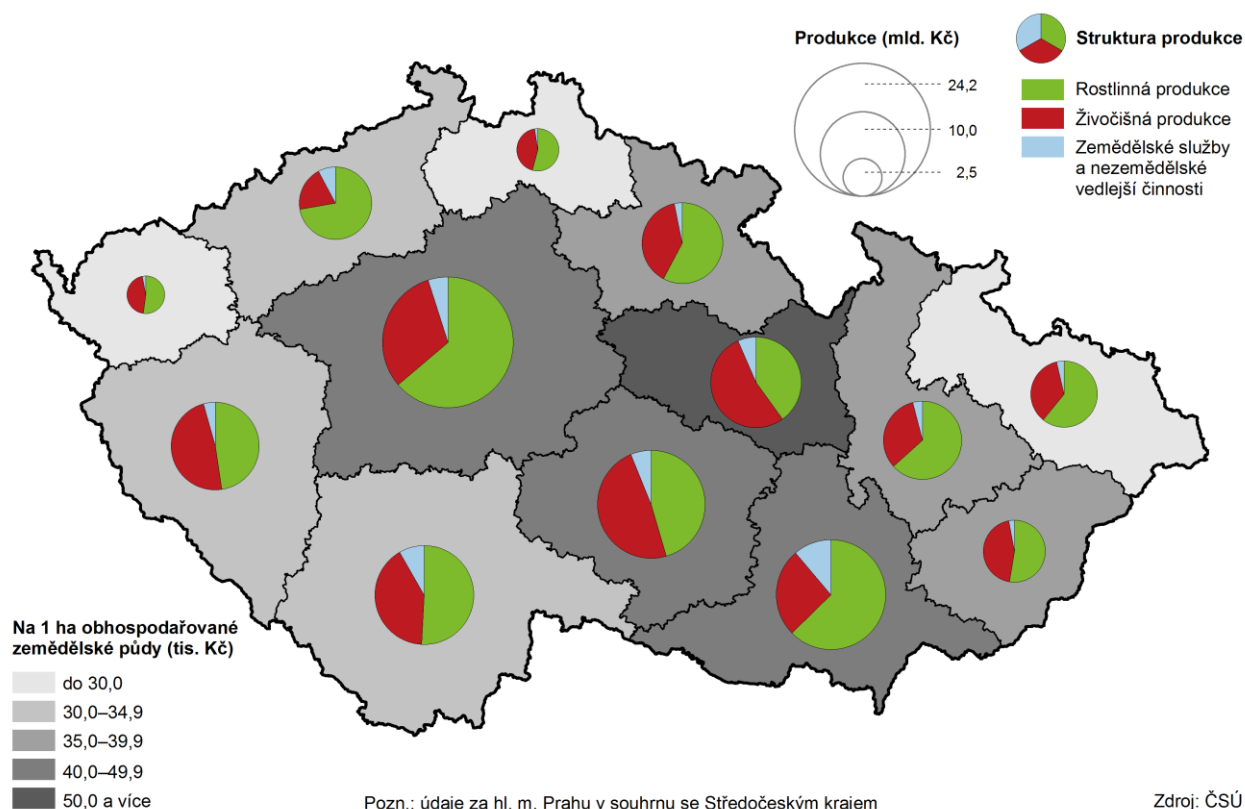 Produkce (mld. Kč)
24,2
10,0
2,5
Struktura produkce
Rostlinná produkce
Živočišná produkce
Zemědělské služby
a nezemědělské
vedlejší činnosti
Na 1 ha obhospodařované
zemědělské půdy (tis. Kč)
do 30,0
30,0–34,9
35,0–39,9
40,0–49,9
50,0 a více
Pozn.: údaje za hl. m. Prahu v souhrnu se Středočeským krajem
Zdroj: ČSÚ